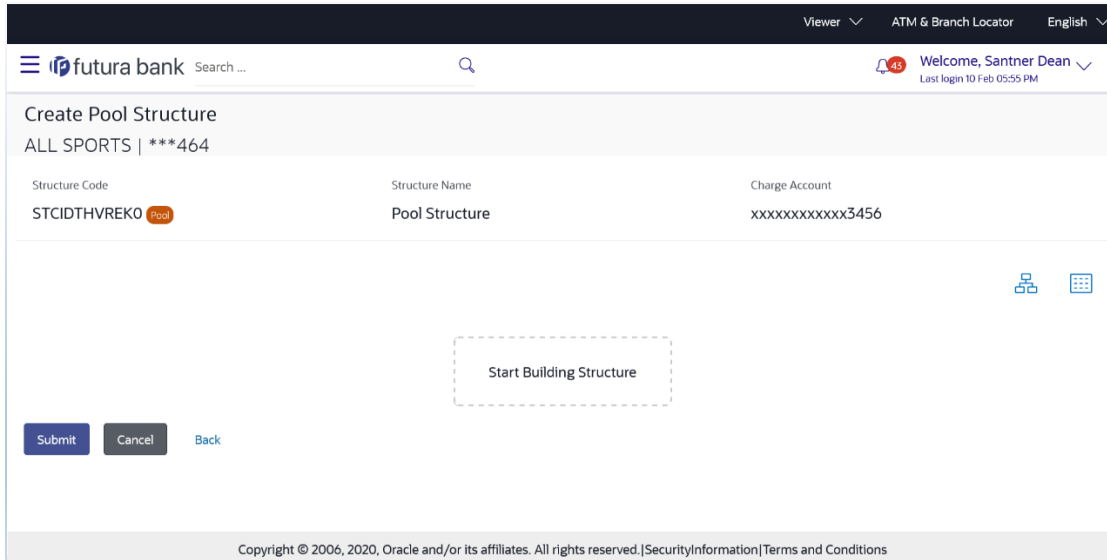 Viewer ATM & Branch Locator English
futura bank Search ... 43 Welcome, Santner Dean
Last login 10 Feb 05:55 PM
Create Pool Structure
ALL SPORTS | ***464
Structure Code Structure Name Charge Account
STCIDTHVREK0 Pool Pool Structure xxxxxxxxxxxx3456
Start Building Structure
Submit Cancel Back
Copyright © 2006, 2020, Oracle and/or its affiliates. All rights reserved.|SecurityInformation|Terms and Conditions